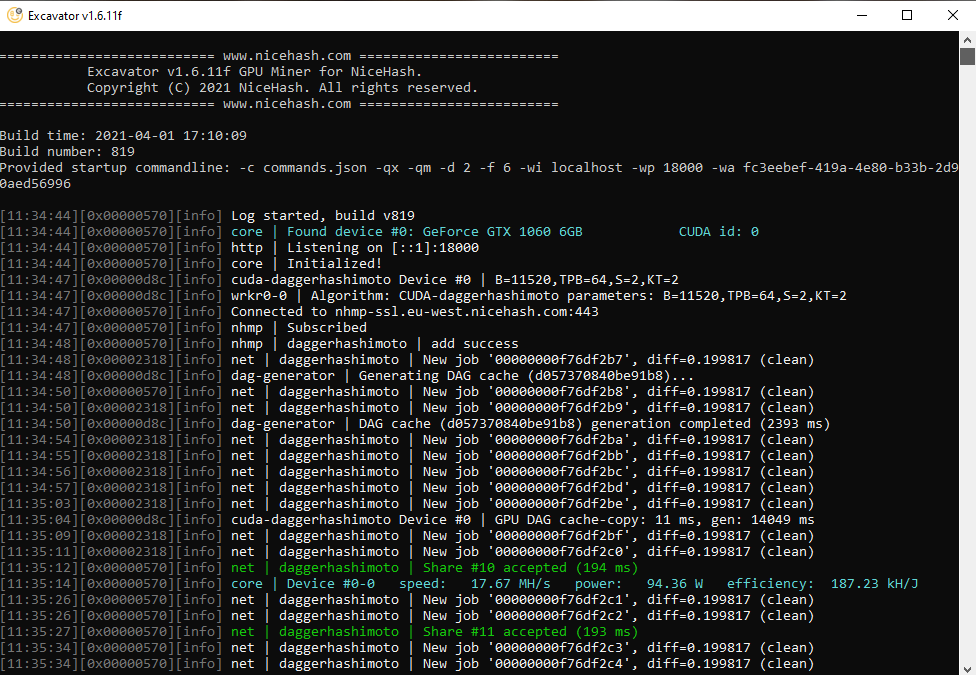 Excavator v1.6.11f
=========================== www.nicehash.com =========================
Excavator v1.6.11f GPU Miner for NiceHash.
Copyright (C) 2021 NiceHash. All rights reserved.
=========================== www.nicehash.com =========================
Build time: 2021-04-01 17:10:09
Build number: 819
Provided startup commandline: -c commands.json -qx -qm -d 2 -f 6 -wi localhost -wp 18000 -wa fc3eebef-419a-4e80-b33b-2d9
0aed56996
[11:34:44][0x00000570][info] Log started, build v819
[11:34:44][0x00000570][info] core | Found device #0: GeForce GTX 1060 6GB            CUDA id: 0
[11:34:44][0x00000570][info] http | Listening on [::1]:18000
[11:34:44][0x00000570][info] core | Initialized!
[11:34:47][0x00000d8c][info] cuda-daggerhashimoto Device #0 | B=11520,TPB=64,S=2,KT=2
[11:34:47][0x00000d8c][info] wrkr0-0 | Algorithm: CUDA-daggerhashimoto parameters: B=11520,TPB=64,S=2,KT=2
[11:34:47][0x00000570][info] Connected to nhmp-ssl.eu-west.nicehash.com:443
[11:34:47][0x00000570][info] nhmp | Subscribed
[11:34:48][0x00000570][info] nhmp | daggerhashimoto | add success
[11:34:48][0x00002318][info] net | daggerhashimoto | New job '00000000f76df2b7', diff=0.199817 (clean)
[11:34:48][0x00000d8c][info] dag-generator | Generating DAG cache (d057370840be91b8)...
[11:34:50][0x00000570][info] net | daggerhashimoto | New job '00000000f76df2b8', diff=0.199817 (clean)
[11:34:50][0x00002318][info] net | daggerhashimoto | New job '00000000f76df2b9', diff=0.199817 (clean)
[11:34:50][0x00000d8c][info] dag-generator | DAG cache (d057370840be91b8) generation completed (2393 ms)
[11:34:54][0x00002318][info] net | daggerhashimoto | New job '00000000f76df2ba', diff=0.199817 (clean)
[11:34:55][0x00002318][info] net | daggerhashimoto | New job '00000000f76df2bb', diff=0.199817 (clean)
[11:34:56][0x00002318][info] net | daggerhashimoto | New job '00000000f76df2bc', diff=0.199817 (clean)
[11:34:57][0x00002318][info] net | daggerhashimoto | New job '00000000f76df2bd', diff=0.199817 (clean)
[11:35:03][0x00002318][info] net | daggerhashimoto | New job '00000000f76df2be', diff=0.199817 (clean)
[11:35:04][0x00000d8c][info] cuda-daggerhashimoto Device #0 | GPU DAG cache-copy: 11 ms, gen: 14049 ms
[11:35:09][0x00002318][info] net | daggerhashimoto | New job '00000000f76df2bf', diff=0.199817 (clean)
[11:35:11][0x00002318][info] net | daggerhashimoto | New job '00000000f76df2c0', diff=0.199817 (clean)
[11:35:12][0x00000570][info] net | daggerhashimoto | Share #10 accepted (194 ms)
[11:35:14][0x00000570][info] core | Device #0-0   speed:   17.67 MH/s   power:   94.36 W   efficiency:  187.23 kH/J
[11:35:26][0x00000570][info] net | daggerhashimoto | New job '00000000f76df2c1', diff=0.199817 (clean)
[11:35:26][0x00000570][info] net | daggerhashimoto | New job '00000000f76df2c2', diff=0.199817 (clean)
[11:35:27][0x00000570][info] net | daggerhashimoto | Share #11 accepted (193 ms)
[11:35:34][0x00000570][info] net | daggerhashimoto | New job '00000000f76df2c3', diff=0.199817 (clean)
[11:35:34][0x00000570][info] net | daggerhashimoto | New job '00000000f76df2c4', diff=0.199817 (clean)